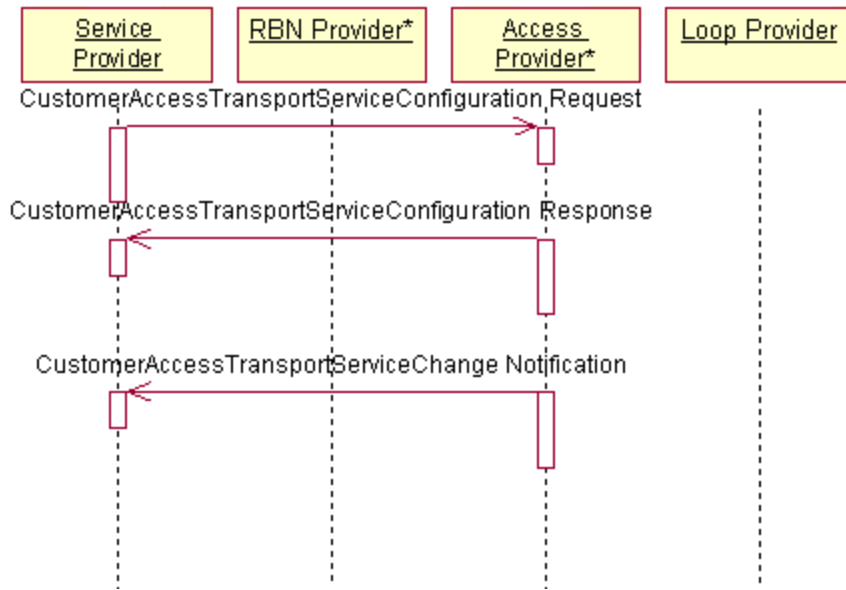 Service
Provider
RBN Provider*
Access
Provider*
Loop Provider
CustomerAccessTransportServiceConfiguration Request
CustomerAccessTransportServiceConfiguration Response
CustomerAccessTransportServiceChange Notification